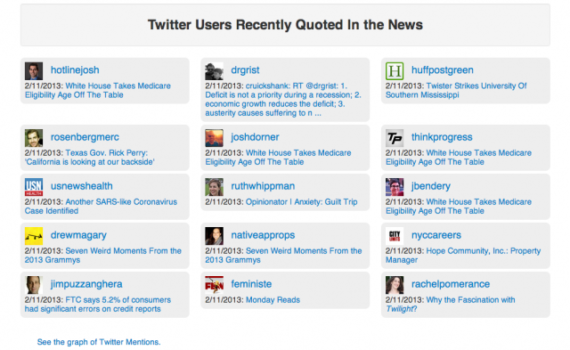 Twitter Users Recently Quoted In the News
hotlinejosh
2/11/2013: White House Takes Medicare
Eligibility Age Off The Table
drgrist
2/11/2013: cruickshank: RT @drgrist: 1.
Deficit is not a priority during a recession; 2.
economic growth reduces the deficit; 3.
austerity causes suffering to n ...
H
huffpostgreen
2/11/2013: Twister Strikes University Of
Southern Mississippi
rosenbergmerc
2/11/2013: Texas Gov. Rick Perry:
'California is looking at our backside'
joshdorner
2/11/2013: White House Takes Medicare
Eligibility Age Off The Table
TP
thinkprogress
2/11/2013: White House Takes Medicare
Eligibility Age Off The Table
USN
HEALTH
usnewshealth
2/11/2013: Another SARS-like Coronavirus
Case Identified
ruthwhippman
2/11/2013: Opinionator | Anxiety: Guilt Trip
jbendery
2/11/2013: White House Takes Medicare
Eligibility Age Off The Table
drewmagary
2/11/2013: Seven Weird Moments From the
2013 Grammys
nativeapprops
2/11/2013: Seven Weird Moments From the
2013 Grammys
CITY
nyccareers
2/11/2013: Hope Community, Inc.: Property
Manager
jimpuzzanghera
2/11/2013: FTC says 5.2% of consumers
had significant errors on credit reports
feministe
2/11/2013: Monday Reads
rachelpomerance
2/11/2013: Why the Fascination with
Twilight?
See the graph of Twitter Mentions.